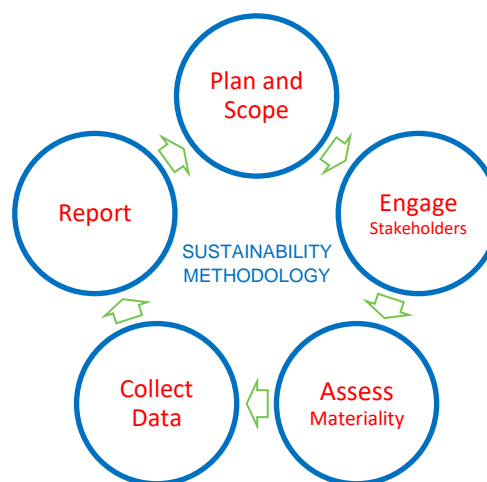 Plan and
Scope
Engage
Stakeholders
Assess
Materiality
Collect
Data
Report
SUSTAINABILITY
METHODOLOGY